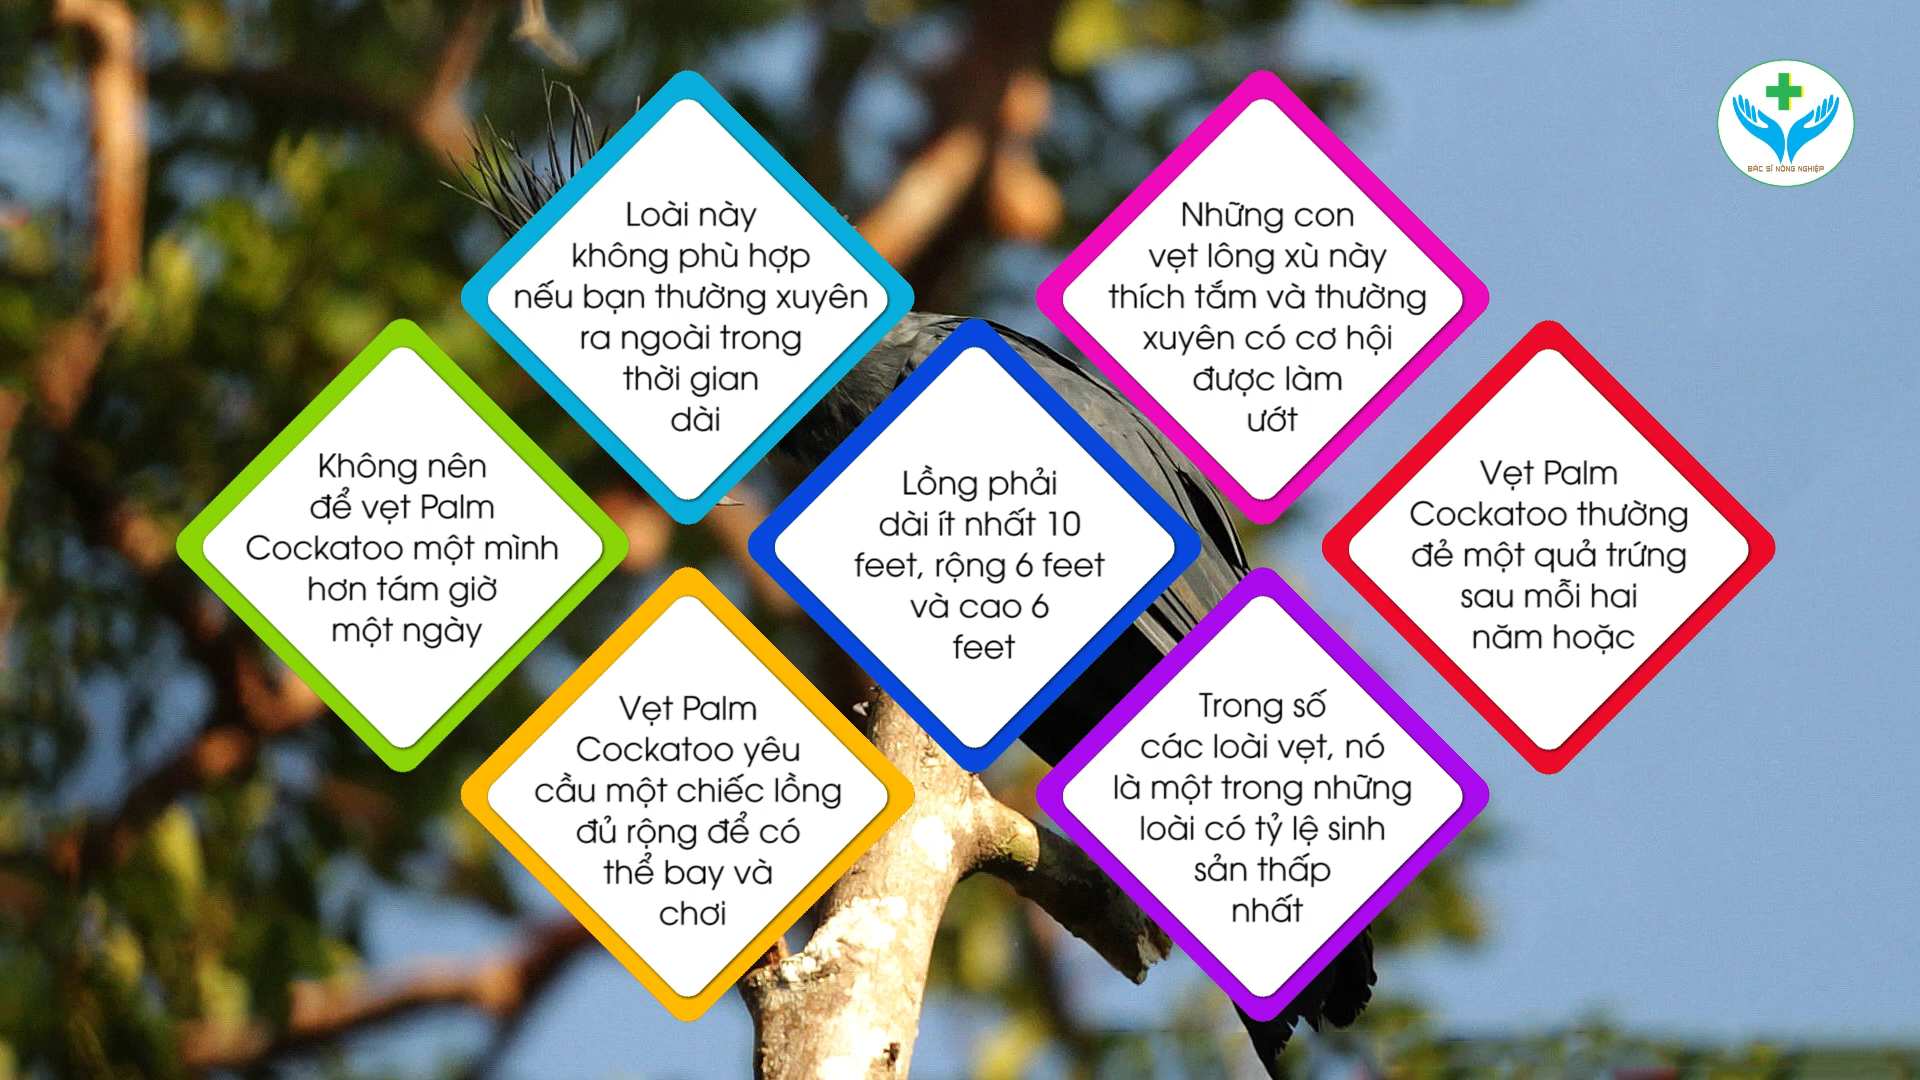 Không nên
để vẹt Palm
Cockatoo một mình
hơn tám giờ
một ngày
Loài này
không phù hợp
nếu bạn thường xuyên
ra ngoài trong
thời gian
dài
Vẹt Palm
Cockatoo yêu
cầu một chiếc lồng
đủ rộng để có
thể bay và
chơi
Lồng phải
dài ít nhất 10
feet, rộng 6 feet
và cao 6
feet
Những con
vẹt lông xù này
thích tắm và thường
xuyên có cơ hội
được làm
ướt
Trong số
các loài vẹt, nó
là một trong những
loài có tỷ lệ sinh
sản thấp
nhất
Vẹt Palm
Cockatoo thường
đẻ một quả trứng
sau mỗi hai
năm hoặc
BÁC SĨ NÔNG NGHIỆP